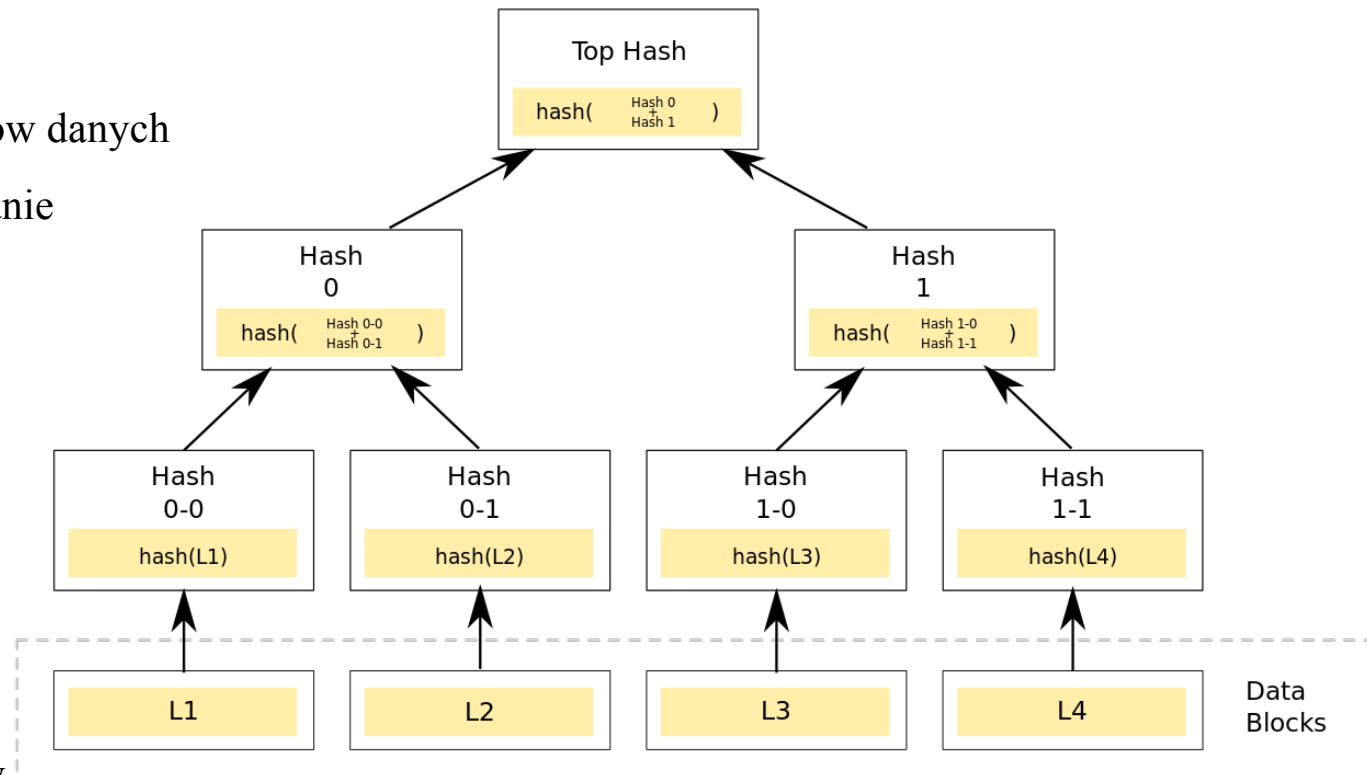 Top Hash
hash( Hash 0 + Hash 1 )
danych
Hash
0
hash( Hash 0-0 + Hash 0-1 )
Hash
1
hash( Hash 1-0 + Hash 1-1 )
Hash
0-0
hash(L1)
Hash
0-1
hash(L2)
Hash
1-0
hash(L3)
Hash
1-1
hash(L4)
L1
L2
L3
L4
Data
Blocks